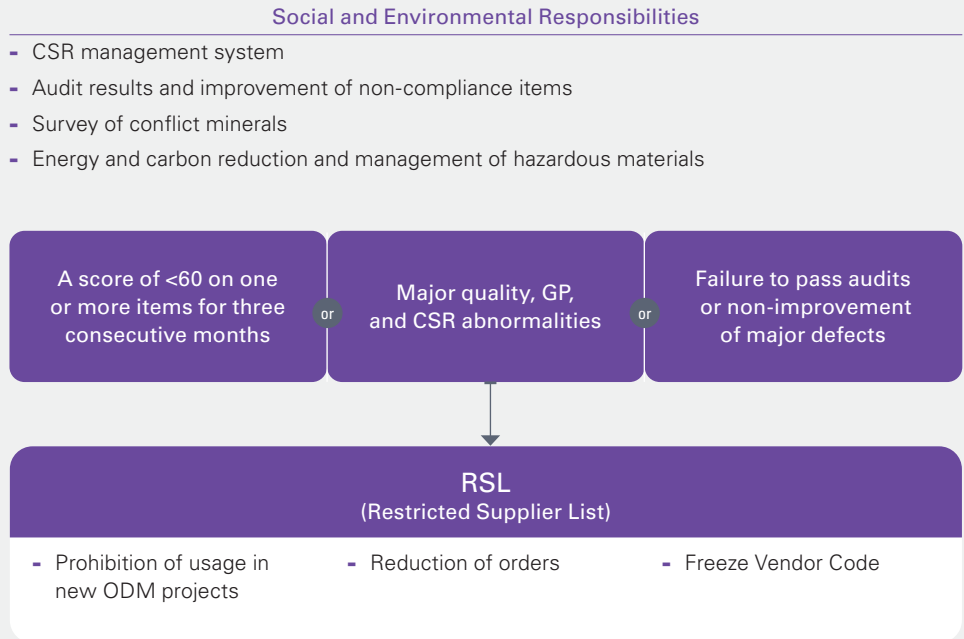 Social and Environmental Responsibilities
- CSR management system
- Audit results and improvement of non-compliance items
- Survey of conflict minerals
- Energy and carbon reduction and management of hazardous materials
A score of <60 on one
or more items for three
consecutive months
or
Major quality, GP,
and CSR abnormalities
or
Failure to pass audits
or non-improvement
of major defects
RSL
(Restricted Supplier List)
- Prohibition of usage in
new ODM projects
- Reduction of orders
- Freeze Vendor Code